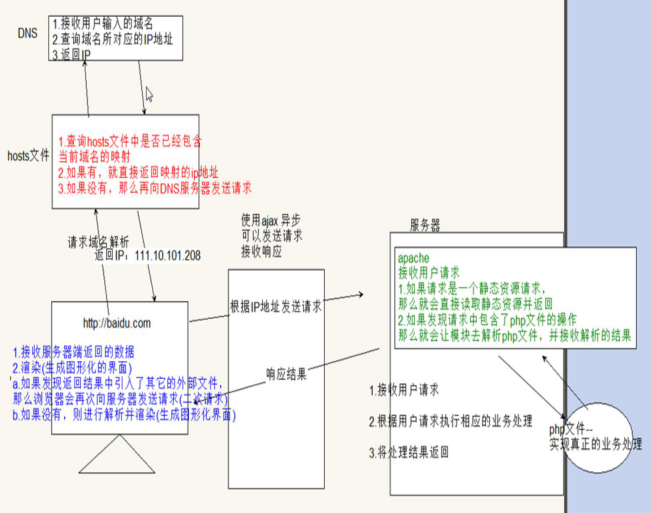 DNS
1.接收用户输入的域名
2.查询域名所对应的IP地址
3.返回IP
hosts文件
1.查询hosts文件中是否已经包含
当前域名的映射
2.如果有，就直接返回映射的ip地址
3.如果没有，那么再向DNS服务器发送请求
请求域名解析
返回IP：111.10.101.208
http://baidu.com
1.接收服务器端返回的数据
2.渲染(生成图形化的界面)
a.如果发现返回结果中引入了其它的外部文件，
那么浏览器会再次向服务器发送请求(二次请求)
b.如果没有，则进行解析并渲染(生成图形化界面)
使用ajax 异步
可以发送请求
接收响应
根据IP地址发送请求
响应结果
服务器
apache
接收用户请求
1.如果请求是一个静态资源请求，
那么就会直接读取静态资源并返回
2.如果发现请求中包含了php文件的操作
那么就会让模块去解析php文件，并接收解析的结果
1.接收用户请求
2.根据用户请求执行相应的业务处理
3.将处理结果返回
php文件--
实现真正的业务处理